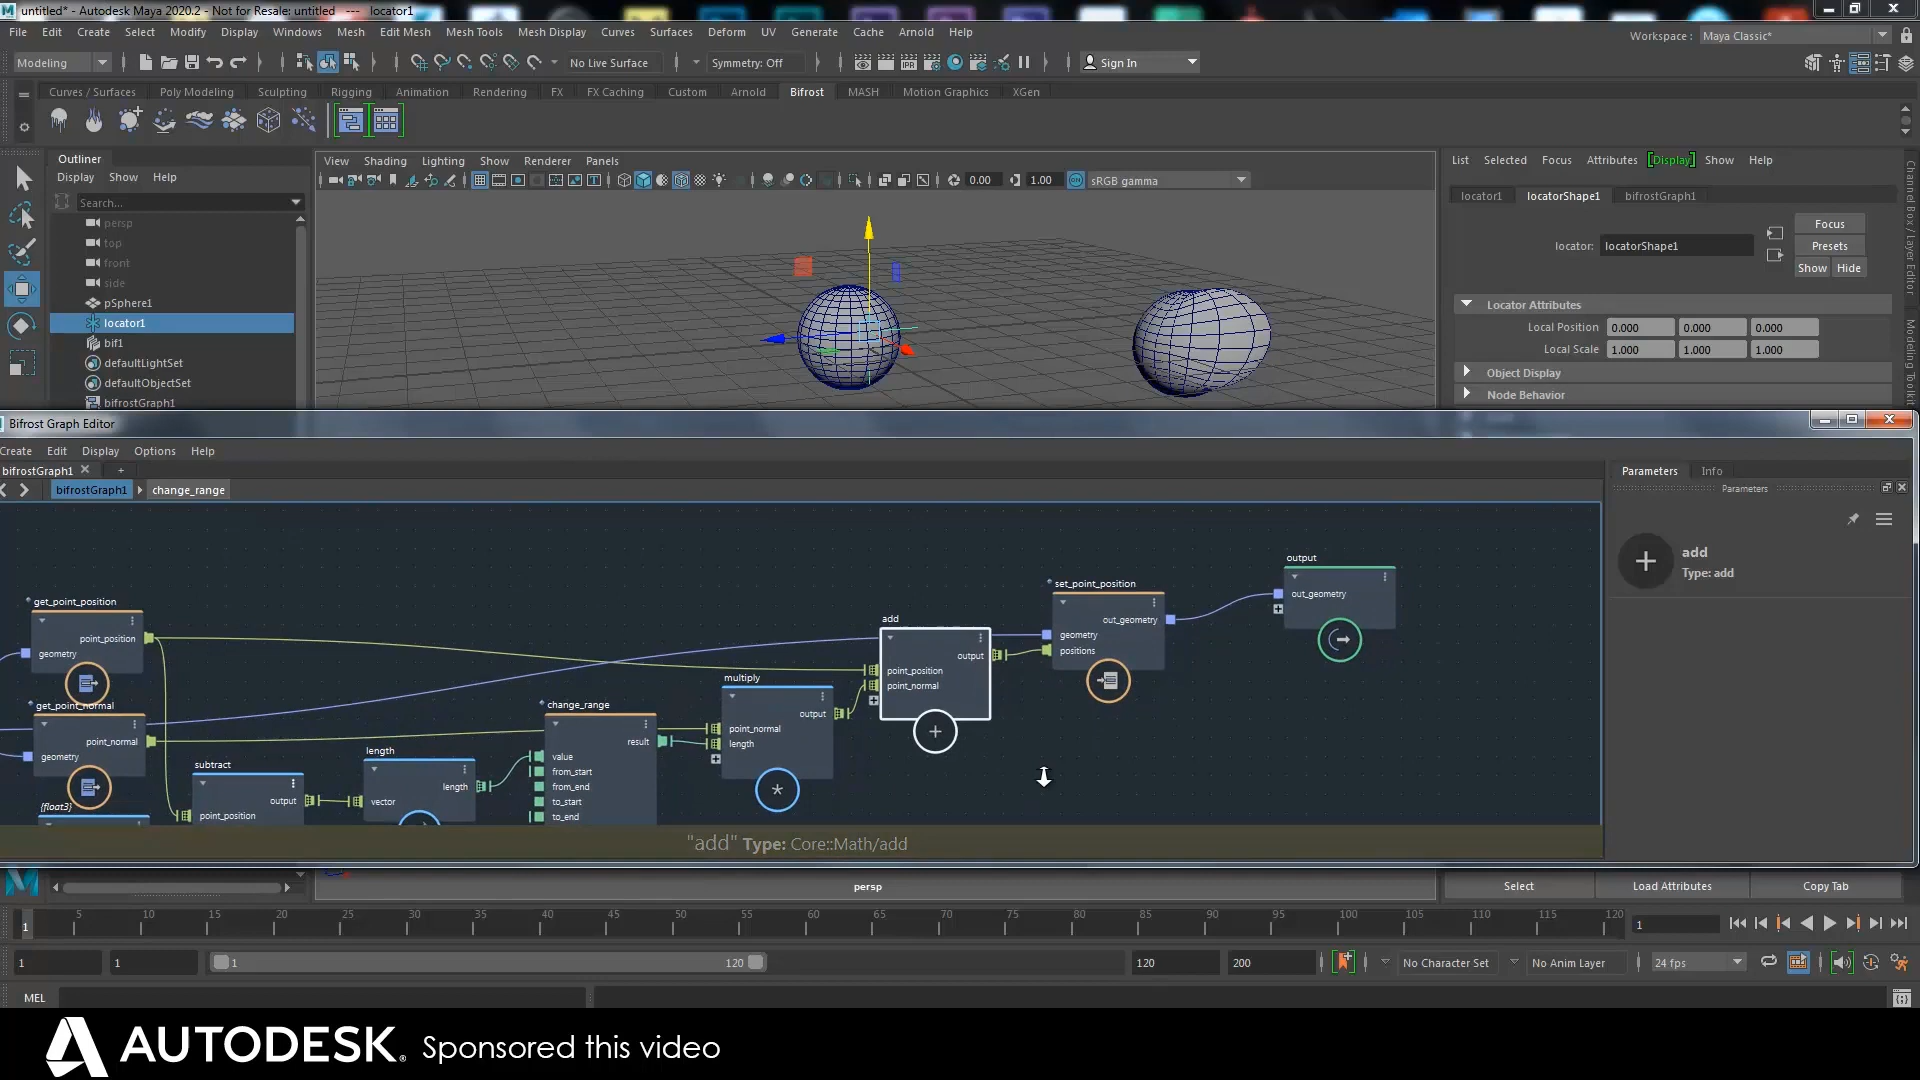 untitled* - Autodesk Maya 2020.2 - Not for Resale: untitled --- locator1
File Edit Create Select Modify Display Windows Mesh Edit Mesh Mesh Tools Mesh Display Curves Surfaces Deform UV Generate Cache Arnold Help
Workspace : Maya Classic*
Modeling No Live Surface Symmetry: Off IPR Sign In
Curves / Surfaces Poly Modeling Sculpting Rigging Animation Rendering FX FX Caching Custom Arnold Bifrost MASH Motion Graphics XGen
Outliner
Display Show Help
Search...
persp
top
front
side
pSphere1
locator1
bif1
defaultLightSet
defaultObjectSet
bifrostGraph1
View Shading Lighting Show Renderer Panels
0.00 1.00 sRGB gamma
List Selected Focus Attributes Display Show Help
locator1 locatorShape1 bifrostGraph1
locator: locatorShape1
Focus
Presets
Show Hide
Locator Attributes
Local Position 0.000 0.000 0.000
Local Scale 1.000 1.000 1.000
Object Display
Node Behavior
Channel Box / Layer Editor
Modeling Toolkit
Bifrost Graph Editor
Create Edit Display Options Help
bifrostGraph1 +
bifrostGraph1 change_range
get_point_position
point_position
geometry
get_point_normal
point_normal
geometry
{float3}
subtract
output
point_position
length
length
vector
change_range
result
value
from_start
from_end
to_start
to_end
multiply
output
point_normal
length
add
output
point_position
point_normal
set_point_position
out_geometry
geometry
positions
output
out_geometry
"add" Type: Core::Math/add
Parameters Info
Parameters
add
Type: add
persp
Select Load Attributes Copy Tab
1 5 10 15 20 25 30 35 40 45 50 55 60 65 70 75 80 85 90 95 100 105 110 115 120 1
1 1 1 120 120 200 No Character Set No Anim Layer 24 fps
MEL
AUTODESK. Sponsored this video